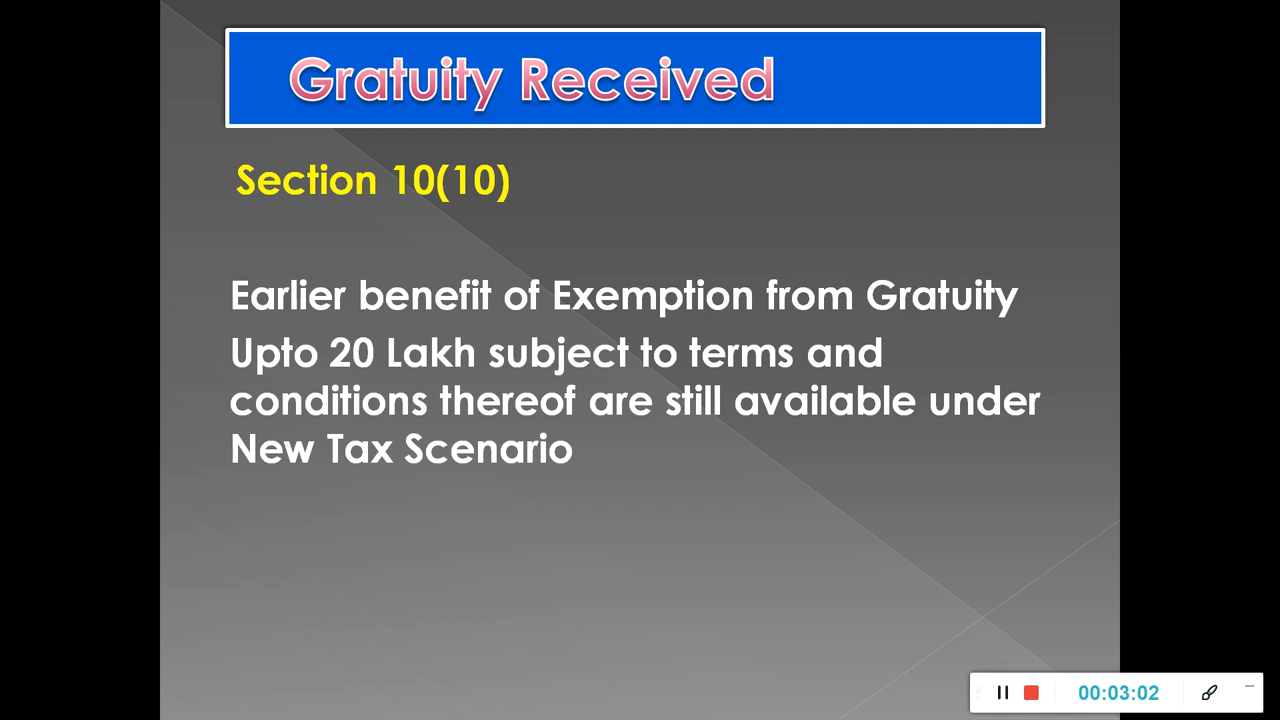 Gratuity Received
Section 10(10)
Earlier benefit of Exemption from Gratuity
Upto 20 Lakh subject to terms and
conditions thereof are still available under
New Tax Scenario
00:03:02